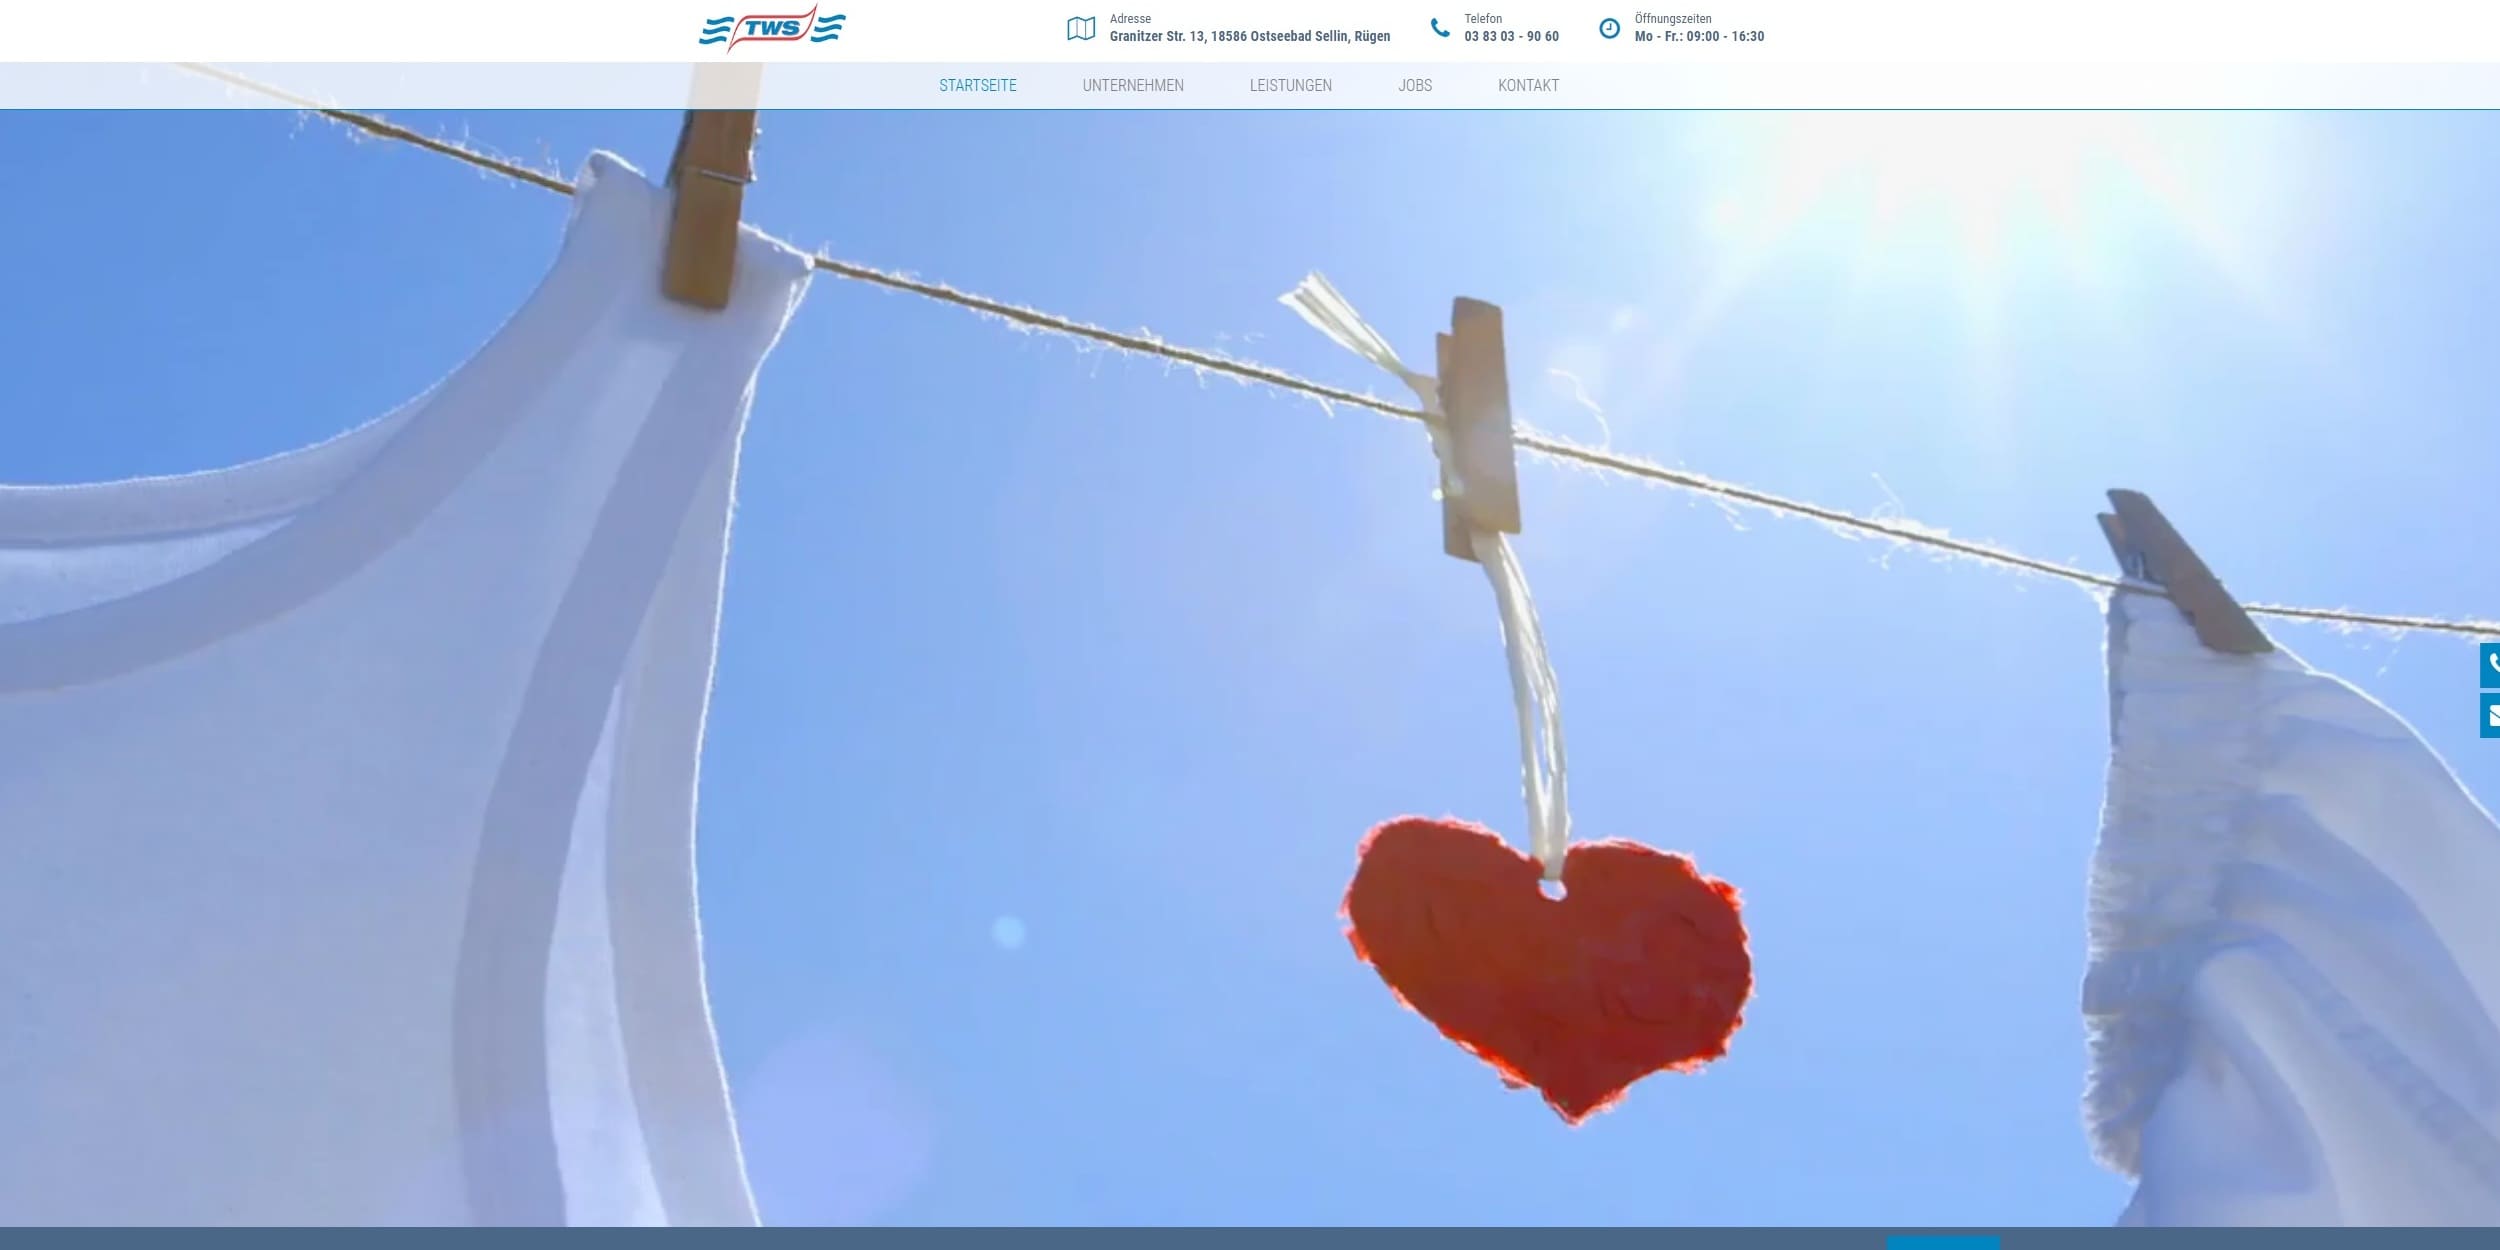 TWS
Adresse
Granitzer Str. 13, 18586 Ostseebad Sellin, Rügen
Telefon
03 83 03 - 90 60
Öffnungszeiten
Mo - Fr.: 09:00 - 16:30
STARTSEITE
UNTERNEHMEN
LEISTUNGEN
JOBS
KONTAKT